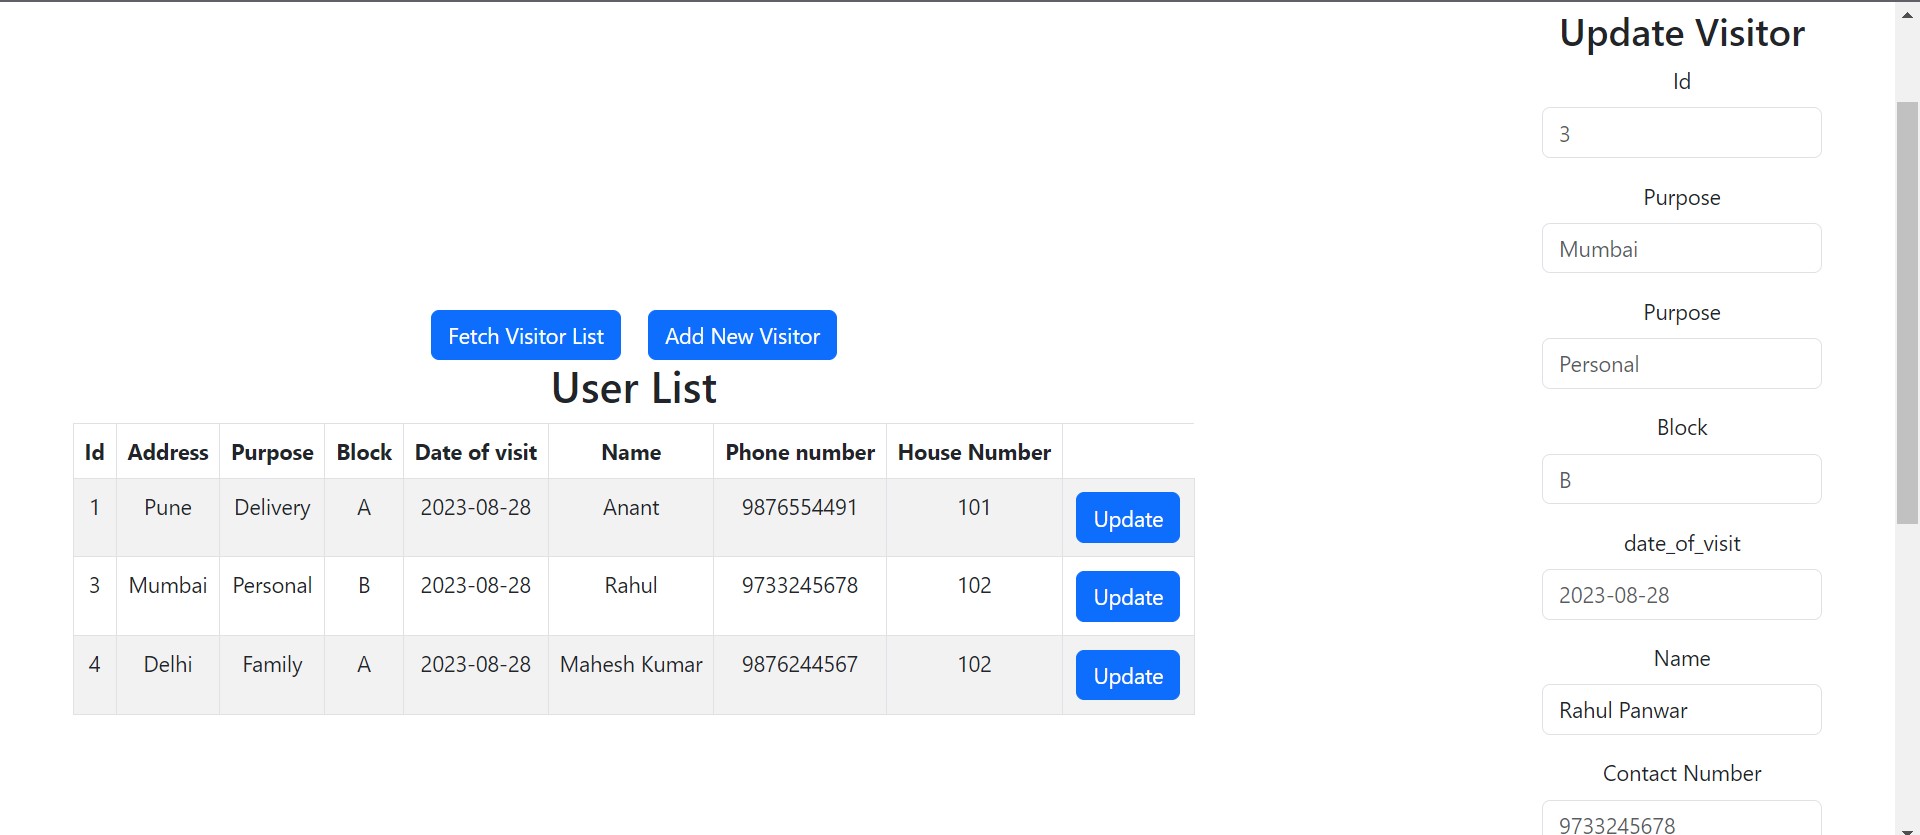 Fetch Visitor List Add New Visitor
User List
Id Address Purpose Block Date of visit Name Phone number House Number
1 Pune Delivery A 2023-08-28 Anant 9876554491 101 Update
3 Mumbai Personal B 2023-08-28 Rahul 9733245678 102 Update
4 Delhi Family A 2023-08-28 Mahesh Kumar 9876244567 102 Update
Update Visitor
Id
3
Purpose
Mumbai
Purpose
Personal
Block
B
date_of_visit
2023-08-28
Name
Rahul Panwar
Contact Number
9733245678